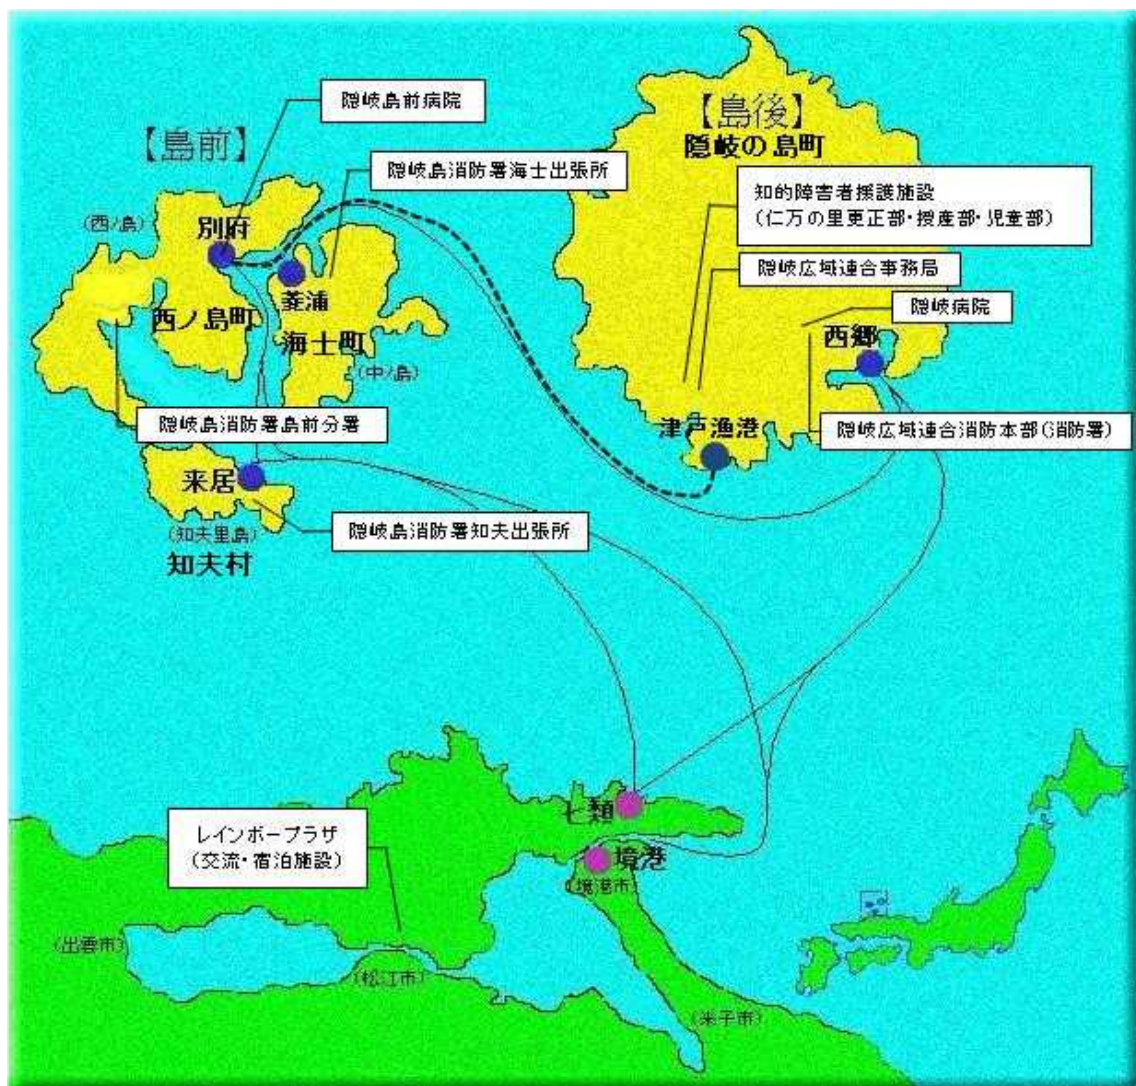 隠岐島前病院
【島前】
【島後】
隠岐の島町
隠岐島消防署海士出張所
知的障害者援護施設
(仁万の里更正部・授産部・児童部)
(西ノ島)
別府
隠岐広域連合事務局
菱浦
隠岐病院
西ノ島町
海士町
西郷
(中ノ島)
隠岐島消防署島前分署
津戸漁港
隠岐広域連合消防本部(消防署)
来居
(知夫里島)
隠岐島消防署知夫出張所
知夫村
七類
レインボープラザ
(交流・宿泊施設)
境港
(境港市)
(出雲市)
(松江市)
(米子市)